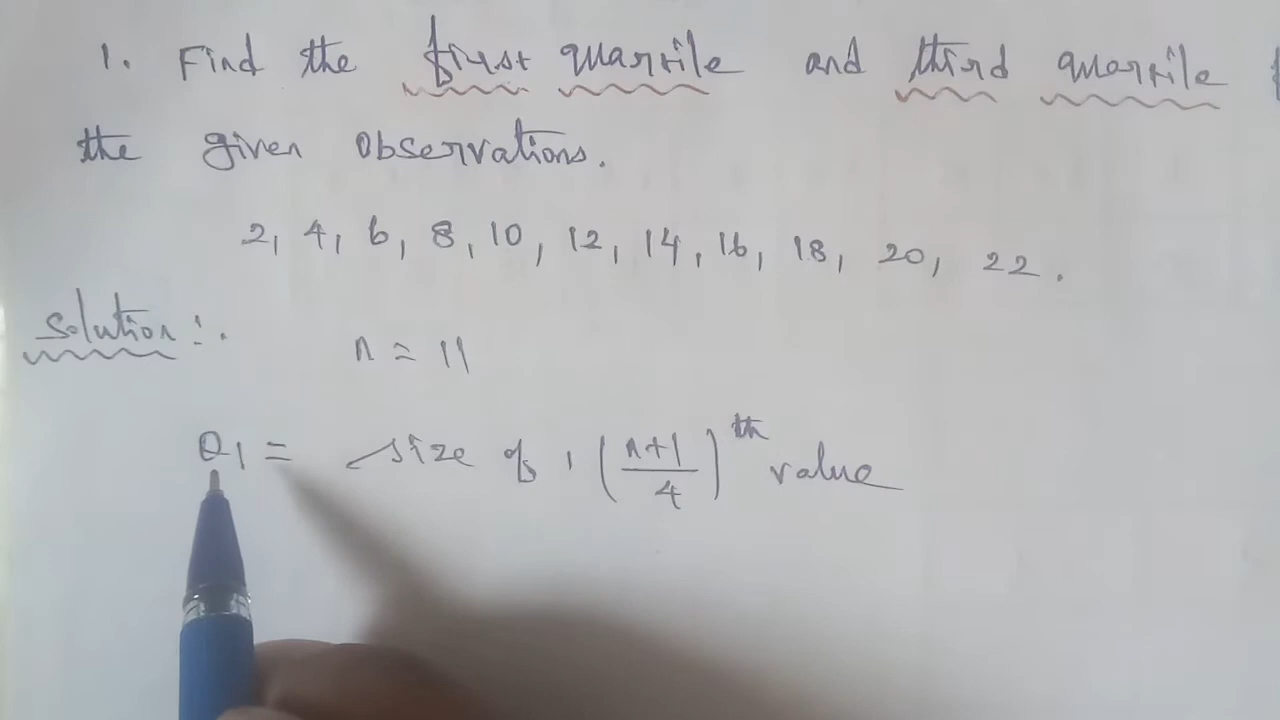 1. Find the first quartile and third quartile
the given observations.
2, 4, 6, 8, 10, 12, 14, 16, 18, 20, 22.
Solution:.
n = 11
Q1 = size of 1 (n+1/4)th value